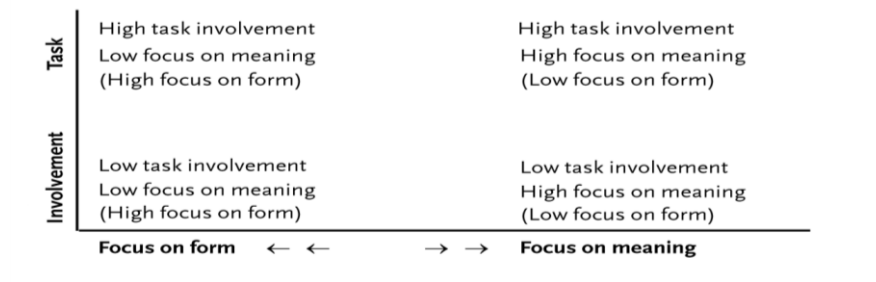 Task Involvement
High task involvement
Low focus on meaning
(High focus on form)
High task involvement
High focus on meaning
(Low focus on form)
Low task involvement
Low focus on meaning
(High focus on form)
Low task involvement
High focus on meaning
(Low focus on form)
Focus on form ← ← → → Focus on meaning